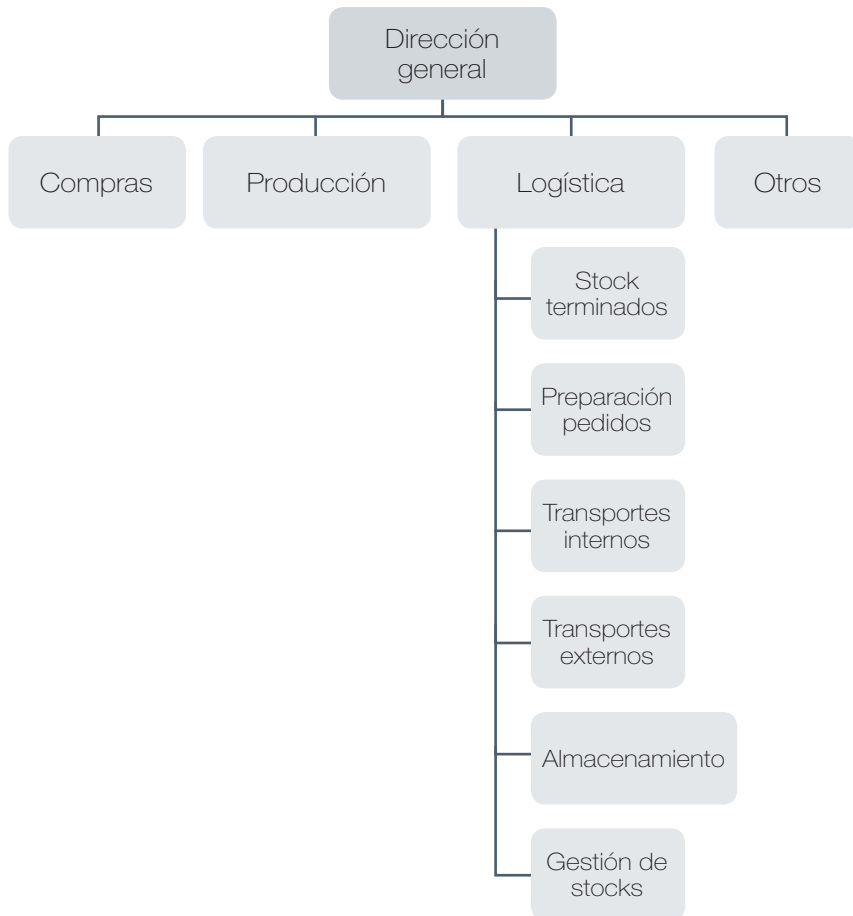 Dirección
general
Compras
Producción
Logística
Otros
Stock
terminados
Preparación
pedidos
Transportes
internos
Transportes
externos
Almacenamiento
Gestión de
stocks